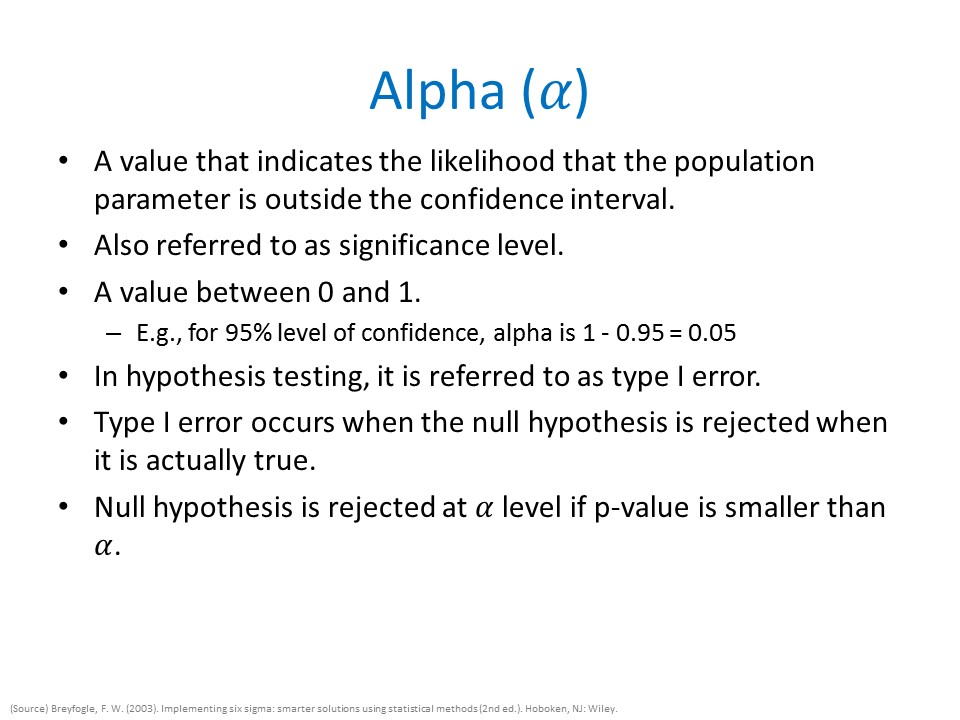 Alpha (𝛼)
• A value that indicates the likelihood that the population
parameter is outside the confidence interval.
• Also referred to as significance level.
• A value between 0 and 1.
– E.g., for 95% level of confidence, alpha is 1 - 0.95 = 0.05
• In hypothesis testing, it is referred to as type I error.
• Type I error occurs when the null hypothesis is rejected when
it is actually true.
• Null hypothesis is rejected at 𝛼 level if p-value is smaller than
𝛼.
(Source) Breyfogle, F. W. (2003). Implementing six sigma: smarter solutions using statistical methods (2nd ed.). Hoboken, NJ: Wiley.